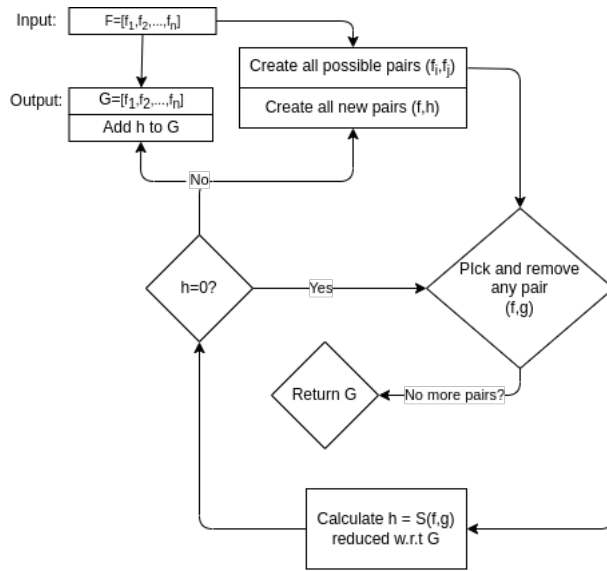 Input:
F=[f1,f2,...,fn]
Create all possible pairs (fi,fj)
Create all new pairs (f,h)
Output:
G=[f1,f2,...,fn]
Add h to G
No
h=0?
Yes
PIck and remove
any pair
(f,g)
Return G
No more pairs?
Calculate h = S(f,g)
reduced w.r.t G